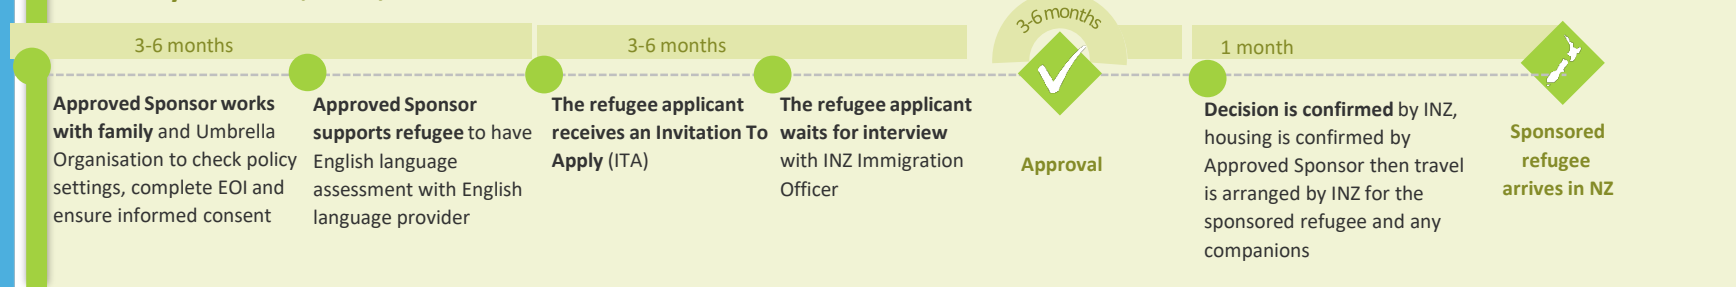 3-6 months
3-6 months
3-6 months
1 month
Approved Sponsor works
with family and Umbrella
Organisation to check policy
settings, complete EOI and
ensure informed consent
Approved Sponsor
supports refugee to have
English language
assessment with English
language provider
The refugee applicant
receives an Invitation To
Apply (ITA)
The refugee applicant
waits for interview
with INZ Immigration
Officer
Approval
Decision is confirmed by INZ,
housing is confirmed by
Approved Sponsor then travel
is arranged by INZ for the
sponsored refugee and any
companions
Sponsored
refugee
arrives in NZ